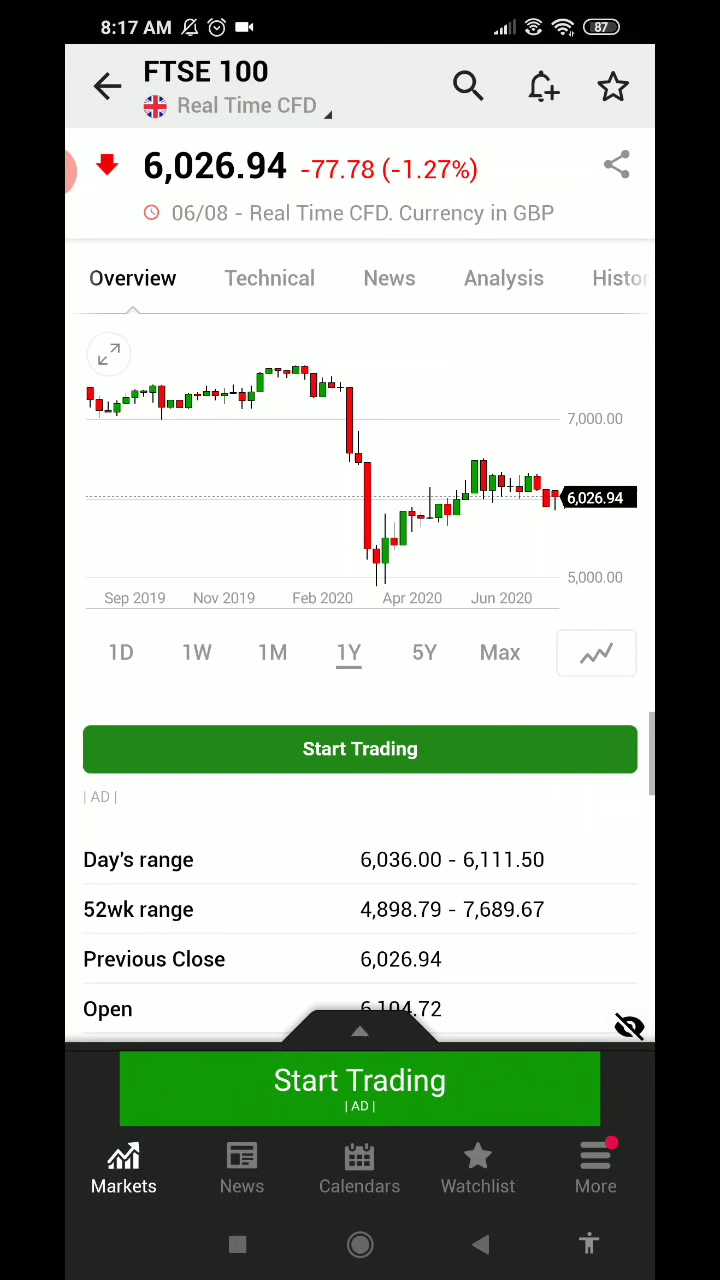 8:17 AM 87
FTSE 100
Real Time CFD
6,026.94 -77.78 (-1.27%)
06/08 - Real Time CFD. Currency in GBP
Overview Technical News Analysis Histor
7,000.00
6,026.94
5,000.00
Sep 2019 Nov 2019 Feb 2020 Apr 2020 Jun 2020
1D 1W 1M 1Y 5Y Max
Start Trading
| AD |
Day's range 6,036.00 - 6,111.50
52wk range 4,898.79 - 7,689.67
Previous Close 6,026.94
Open 6,104.72
Start Trading
| AD |
Markets News Calendars Watchlist More